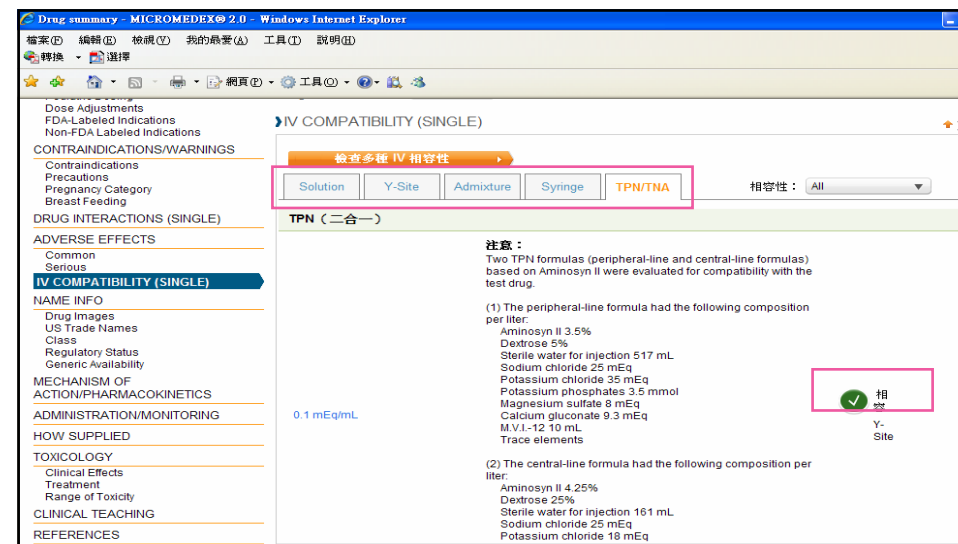 Drug summary - MICROMEDEX® 2.0 - Windows Internet Explorer
檔案(F) 編輯(E) 檢視(V) 我的最愛(A) 工具(T) 說明(H)
轉換 選擇
網頁(P) 工具(O)
Dose Adjustments
FDA-Labeled Indications
Non-FDA Labeled Indications
CONTRAINDICATIONS/WARNINGS
Contraindications
Precautions
Pregnancy Category
Breast Feeding
DRUG INTERACTIONS (SINGLE)
ADVERSE EFFECTS
Common
Serious
IV COMPATIBILITY (SINGLE)
NAME INFO
Drug Images
US Trade Names
Class
Regulatory Status
Generic Availability
MECHANISM OF
ACTION/PHARMACOKINETICS
ADMINISTRATION/MONITORING
HOW SUPPLIED
TOXICOLOGY
Clinical Effects
Treatment
Range of Toxicity
CLINICAL TEACHING
REFERENCES
IV COMPATIBILITY (SINGLE)
檢查多種 IV 相容性
Solution Y-Site Admixture Syringe TPN/TNA 相容性： All
TPN（二合一）
0.1 mEq/mL
注意：
Two TPN formulas (peripheral-line and central-line formulas)
based on Aminosyn II were evaluated for compatibility with the
test drug.
(1) The peripheral-line formula had the following composition
per liter:
Aminosyn II 3.5%
Dextrose 5%
Sterile water for injection 517 mL
Sodium chloride 25 mEq
Potassium chloride 35 mEq
Potassium phosphates 3.5 mmol
Magnesium sulfate 8 mEq
Calcium gluconate 9.3 mEq
M.V.I.-12 10 mL
Trace elements
(2) The central-line formula had the following composition per
liter:
Aminosyn II 4.25%
Dextrose 25%
Sterile water for injection 161 mL
Sodium chloride 25 mEq
Potassium chloride 18 mEq
相
容
Y-
Site